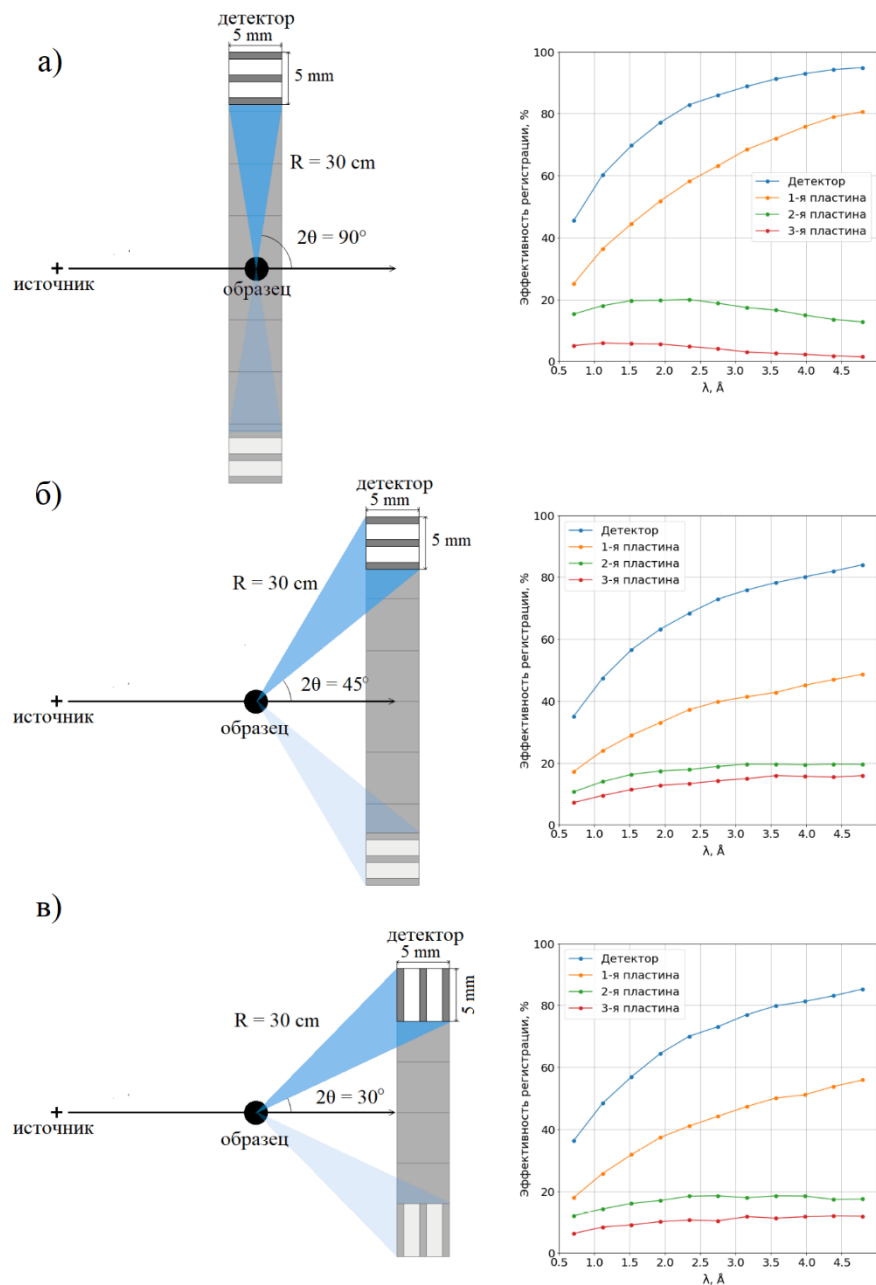 а)
детектор
5 mm
5 mm
R = 30 cm
2θ = 90°
источник
образец
Эффективность регистрации, %
100
80
60
40
20
0
Детектор
1-я пластина
2-я пластина
3-я пластина
0.5 1.0 1.5 2.0 2.5 3.0 3.5 4.0 4.5
λ, Å
б)
детектор
5 mm
5 mm
R = 30 cm
2θ = 45°
источник
образец
Эффективность регистрации, %
100
80
60
40
20
0
Детектор
1-я пластина
2-я пластина
3-я пластина
0.5 1.0 1.5 2.0 2.5 3.0 3.5 4.0 4.5
λ, Å
в)
детектор
5 mm
5 mm
R = 30 cm
2θ = 30°
источник
образец
Эффективность регистрации, %
100
80
60
40
20
0
Детектор
1-я пластина
2-я пластина
3-я пластина
0.5 1.0 1.5 2.0 2.5 3.0 3.5 4.0 4.5
λ, Å